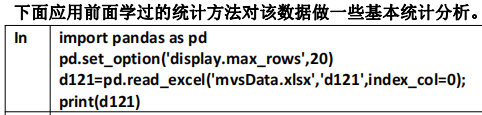 下面应用前面学过的统计方法对该数据做一些基本统计分析。
In import pandas as pd
pd.set_option('display.max_rows',20)
d121=pd.read_excel('mvsData.xlsx','d121',index_col=0);
print(d121)